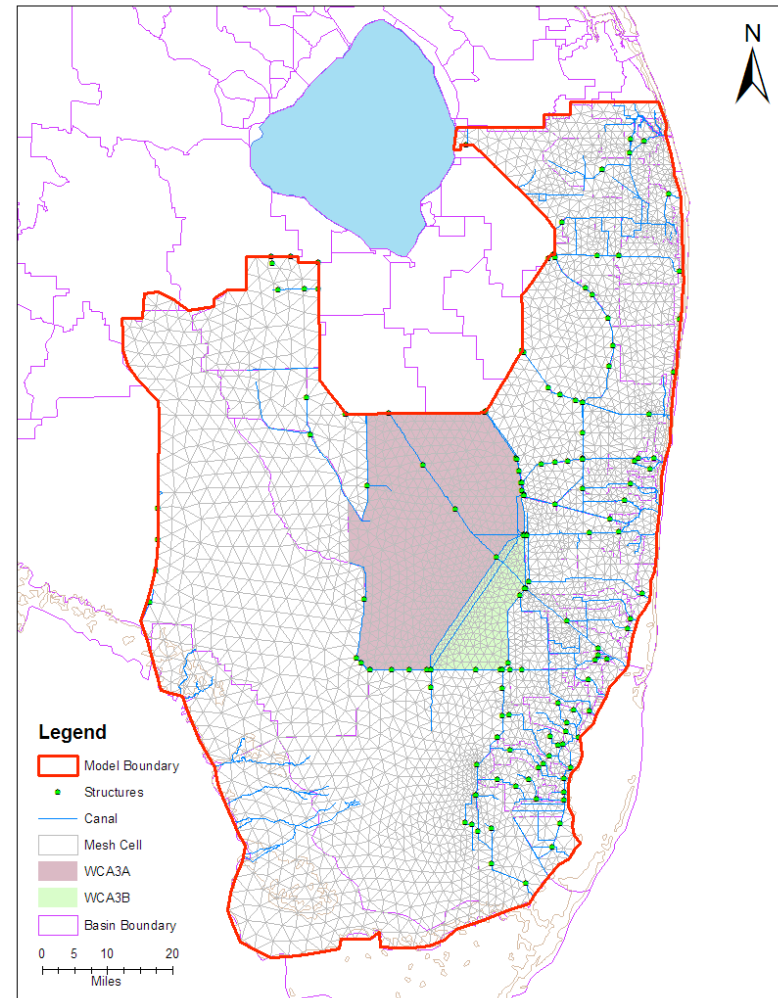 N
Legend
Model Boundary
Structures
Canal
Mesh Cell
WCA3A
WCA3B
Basin Boundary
0 5 10 20
Miles